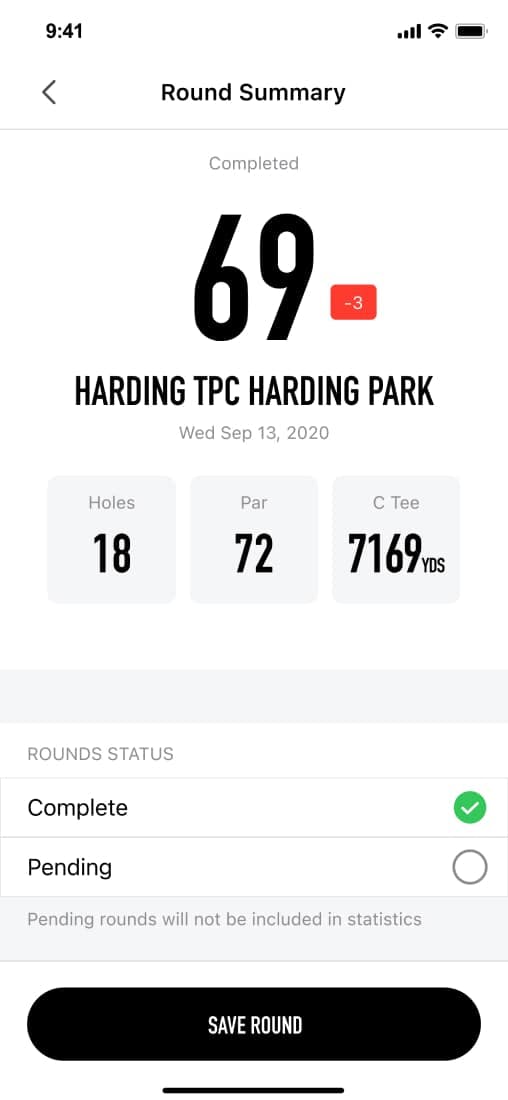 9:41
Round Summary
Completed
69
-3
HARDING TPC HARDING PARK
Wed Sep 13, 2020
Holes Par C Tee
18 72 7169YDS
ROUNDS STATUS
Complete
Pending
Pending rounds will not be included in statistics
SAVE ROUND